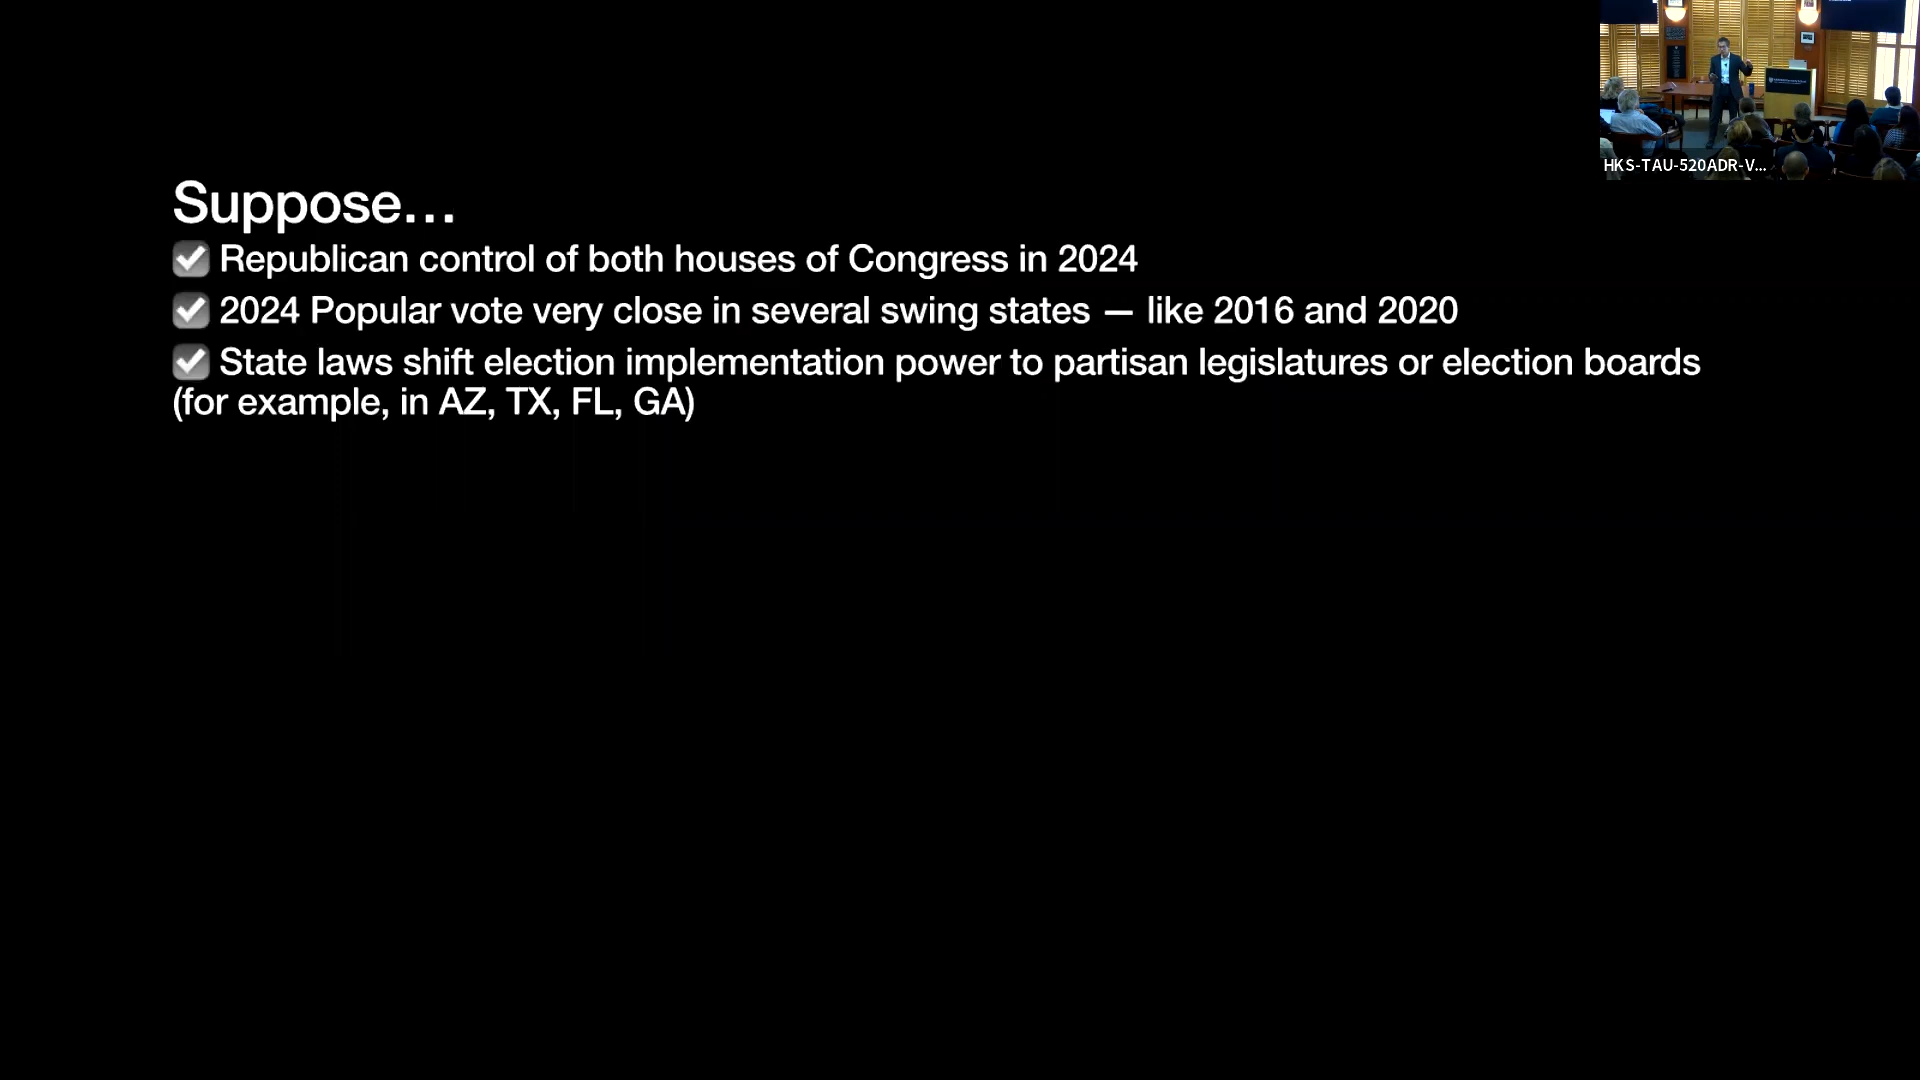 Suppose...
☑ Republican control of both houses of Congress in 2024
☑ 2024 Popular vote very close in several swing states — like 2016 and 2020
☑ State laws shift election implementation power to partisan legislatures or election boards
(for example, in AZ, TX, FL, GA)
HKS-TAU-520ADR-V...